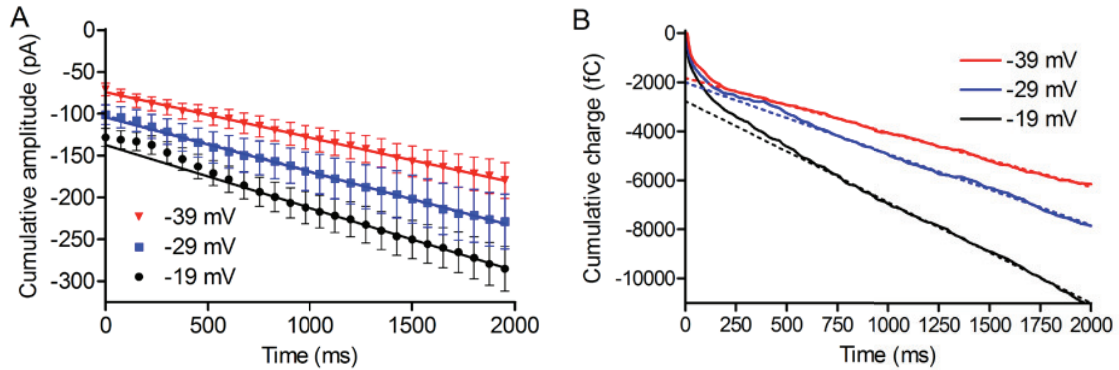 A
Cumulative amplitude (pA)
0
-50
-100
-150
-200
-250
-300
-39 mV
-29 mV
-19 mV
0
500
1000
1500
2000
Time (ms)
B
Cumulative charge (fC)
0
-2000
-4000
-6000
-8000
-10000
-39 mV
-29 mV
-19 mV
0
250
500
750
1000
1250
1500
1750
2000
Time (ms)